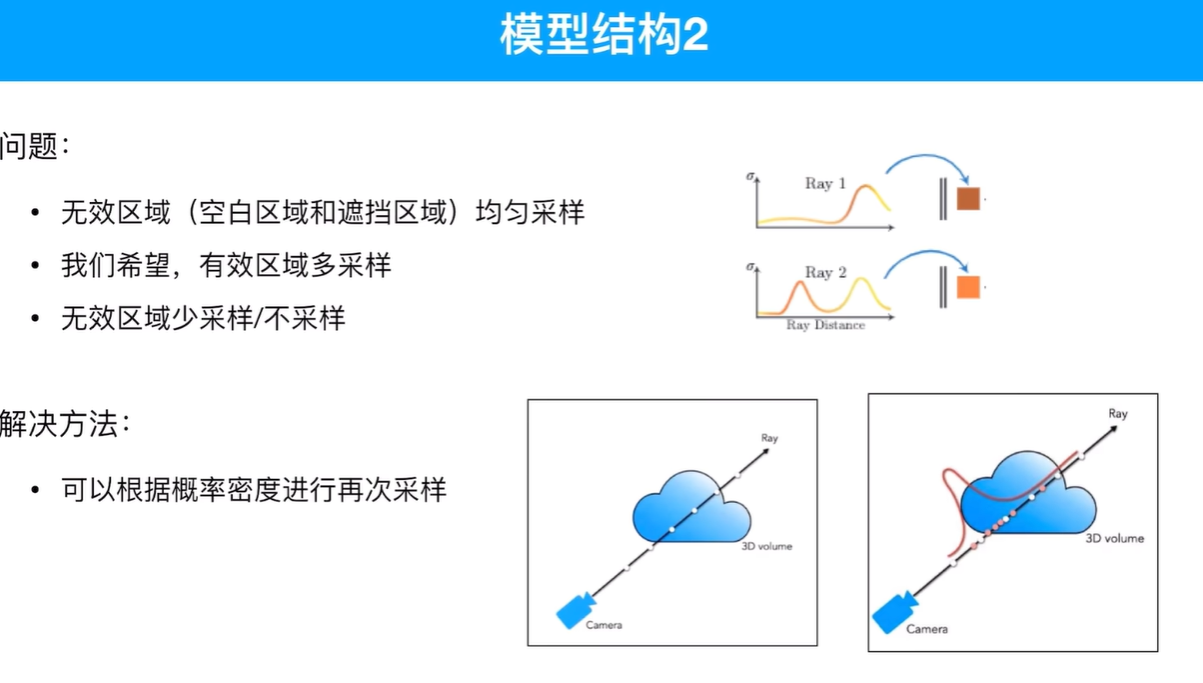 模型结构2
问题：
• 无效区域（空白区域和遮挡区域）均匀采样
• 我们希望，有效区域多采样
• 无效区域少采样/不采样
σ
Ray 1
σ
Ray 2
Ray Distance
解决方法：
• 可以根据概率密度进行再次采样
Ray
3D volume
Camera
Ray
3D volume
Camera